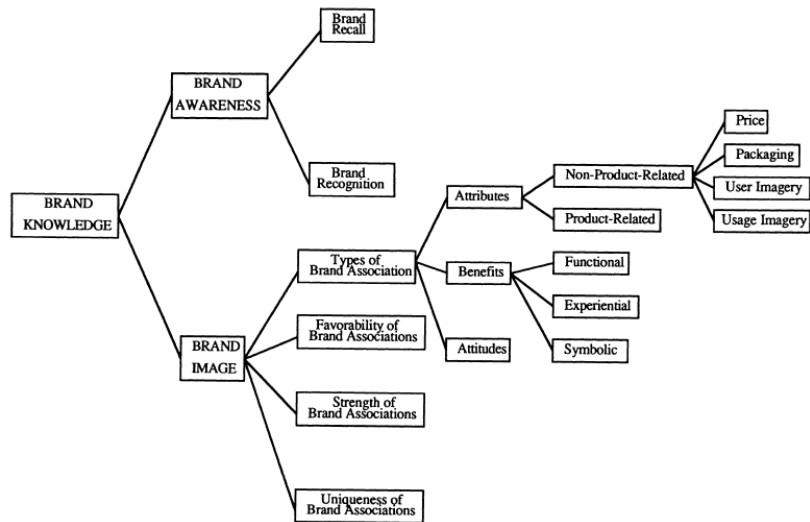 Brand
Recall
BRAND
AWARENESS
Brand
Recognition
BRAND
KNOWLEDGE
Types of
Brand Association
Favorability of
Brand Associations
BRAND
IMAGE
Strength of
Brand Associations
Uniqueness of
Brand Associations
Attributes
Benefits
Attitudes
Non-Product-Related
Product-Related
Functional
Experiential
Symbolic
Price
Packaging
User Imagery
Usage Imagery